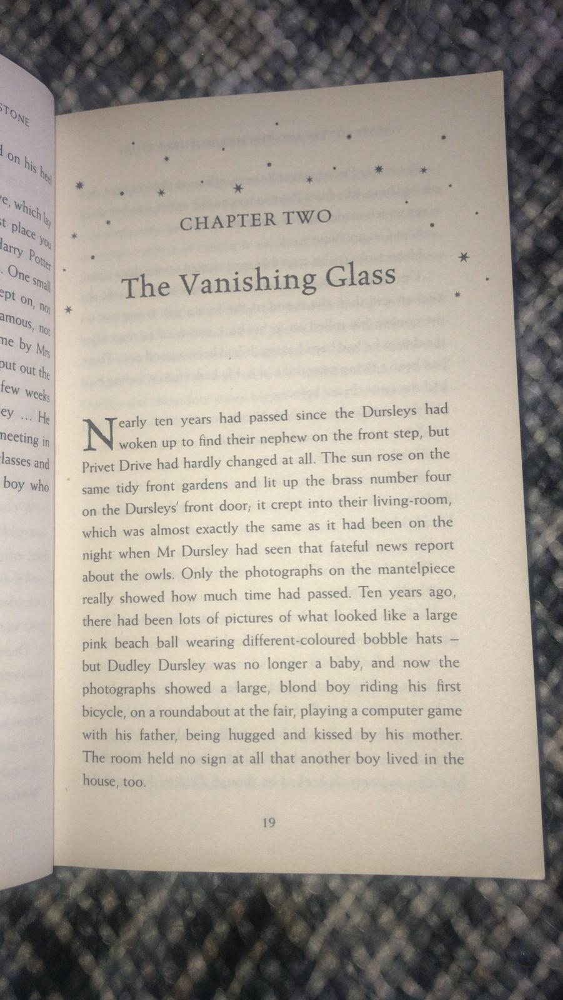 STONE
on his heel
which lay
place you
Harry Potter
One small
on, not
me by Mrs
put out the
few weeks
... He
meeting in
boy who
CHAPTER TWO
The Vanishing Glass
Nearly ten years had passed since the Dursleys had
woken up to find their nephew on the front step, but
Privet Drive had hardly changed at all. The sun rose on the
same tidy front gardens and lit up the brass number four
on the Dursleys' front door; it crept into their living-room,
which was almost exactly the same as it had been on the
night when Mr Dursley had seen that fateful news report
about the owls. Only the photographs on the mantelpiece
really showed how much time had passed. Ten years ago,
there had been lots of pictures of what looked like a large
pink beach ball wearing different-coloured bobble hats –
but Dudley Dursley was no longer a baby, and now the
photographs showed a large, blond boy riding his first
bicycle, on a roundabout at the fair, playing a computer game
with his father, being hugged and kissed by his mother.
The room held no sign at all that another boy lived in the
house, too.
19